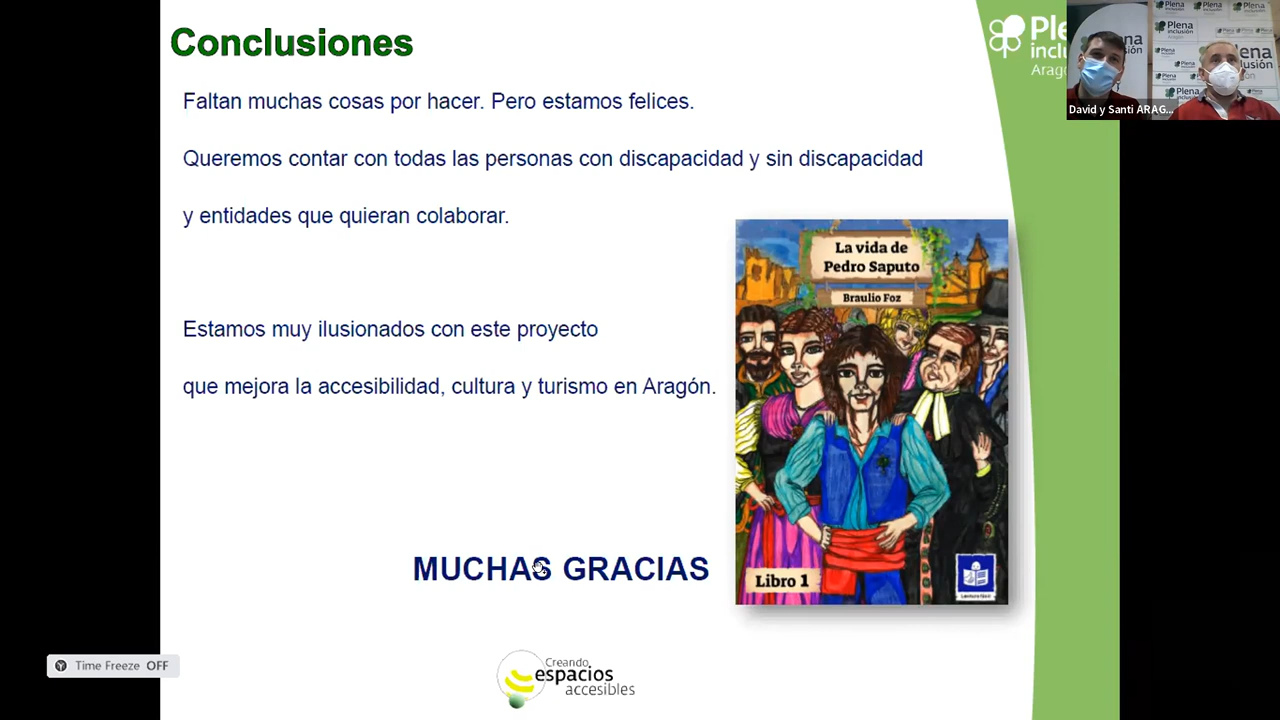 Conclusiones
Faltan muchas cosas por hacer. Pero estamos felices.
Queremos contar con todas las personas con discapacidad y sin discapacidad
y entidades que quieran colaborar.
Estamos muy ilusionados con este proyecto
que mejora la accesibilidad, cultura y turismo en Aragón.
MUCHAS GRACIAS
La vida de
Pedro Saputo
Braulio Foz
Libro 1
Lectura fácil
Creando
espacios
accesibles
Time Freeze OFF
Plena
inclusión
David y Santi ARAG...